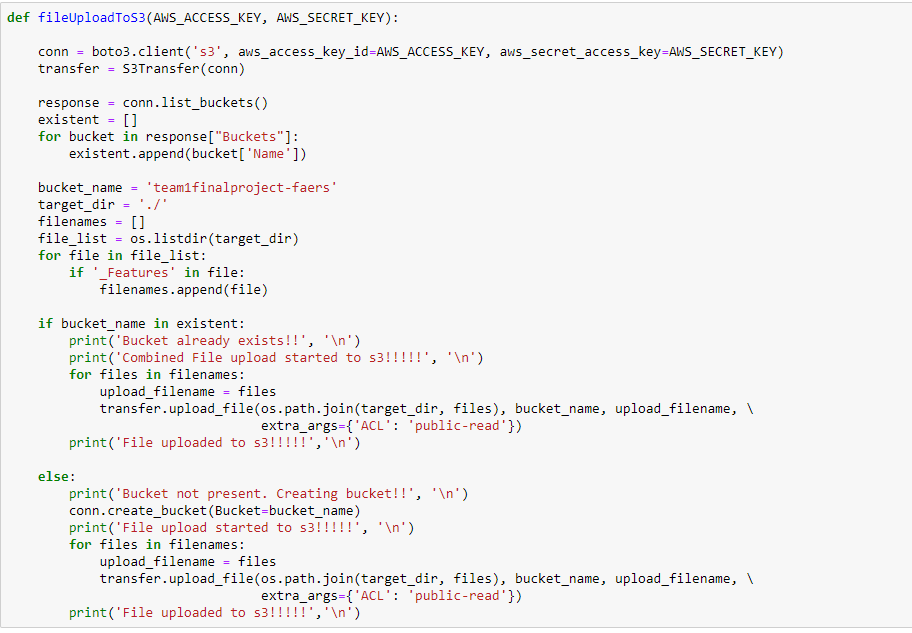 def fileUploadToS3(AWS_ACCESS_KEY, AWS_SECRET_KEY):
conn = boto3.client('s3', aws_access_key_id=AWS_ACCESS_KEY, aws_secret_access_key=AWS_SECRET_KEY)
transfer = S3Transfer(conn)
response = conn.list_buckets()
existent = []
for bucket in response["Buckets"]:
existent.append(bucket['Name'])
bucket_name = 'team1finalproject-faers'
target_dir = './'
filenames = []
file_list = os.listdir(target_dir)
for file in file_list:
if '_Features' in file:
filenames.append(file)
if bucket_name in existent:
print('Bucket already exists!!', '\n')
print('Combined File upload started to s3!!!!!', '\n')
for files in filenames:
upload_filename = files
transfer.upload_file(os.path.join(target_dir, files), bucket_name, upload_filename, \
extra_args={'ACL': 'public-read'})
print('File uploaded to s3!!!!!','\n')
else:
print('Bucket not present. Creating bucket!!', '\n')
conn.create_bucket(Bucket=bucket_name)
print('File upload started to s3!!!!!', '\n')
for files in filenames:
upload_filename = files
transfer.upload_file(os.path.join(target_dir, files), bucket_name, upload_filename, \
extra_args={'ACL': 'public-read'})
print('File uploaded to s3!!!!!','\n')